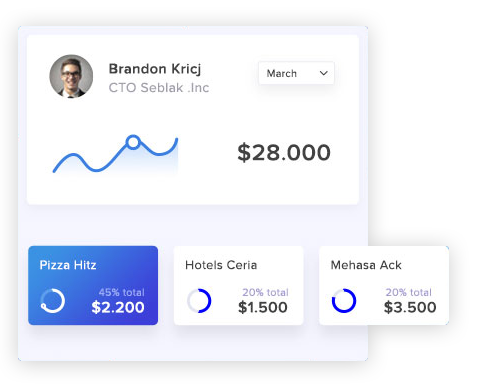 Brandon Kricj
CTO Seblak .Inc
March
$28.000
Pizza Hitz
45% total
$2.200
Hotels Ceria
20% total
$1.500
Mehasa Ack
20% total
$3.500